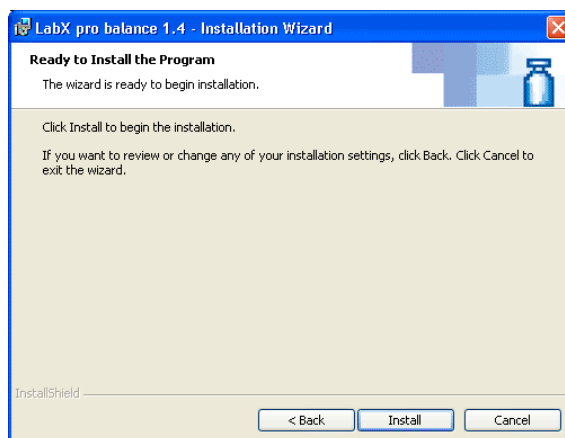 LabX pro balance 1.4 - Installation Wizard
Ready to Install the Program
The wizard is ready to begin installation.
Click Install to begin the installation.
If you want to review or change any of your installation settings, click Back. Click Cancel to
exit the wizard.
InstallShield
< Back Install Cancel